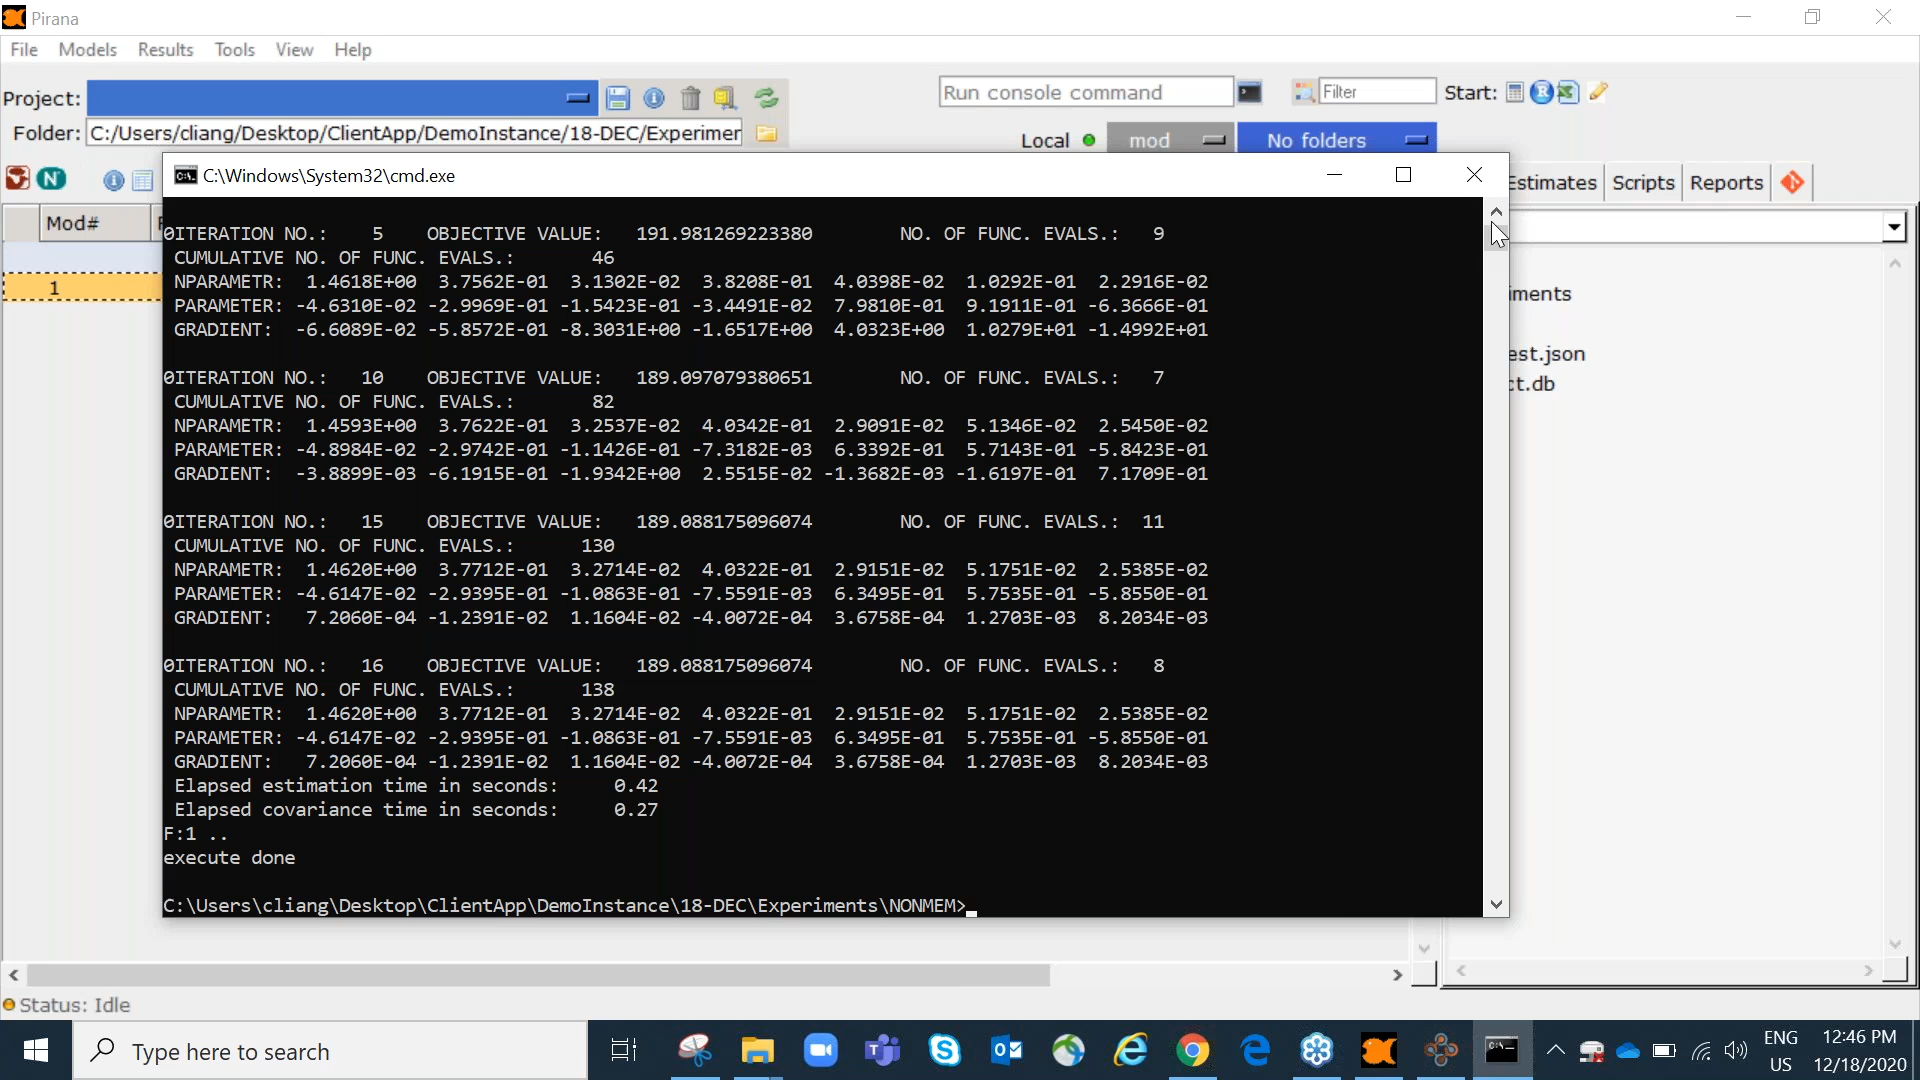 Pirana
File Models Results Tools View Help
Project:
Run console command
Filter
Start:
Folder: C:/Users/cliang/Desktop/ClientApp/DemoInstance/18-DEC/Experimer
Local mod No folders
C:\Windows\System32\cmd.exe
Estimates Scripts Reports
Mod#
1
0ITERATION NO.: 5 OBJECTIVE VALUE: 191.981269223380 NO. OF FUNC. EVALS.: 9
CUMULATIVE NO. OF FUNC. EVALS.: 46
NPARAMETR: 1.4618E+00 3.7562E-01 3.1302E-02 3.8208E-01 4.0398E-02 1.0292E-01 2.2916E-02
PARAMETER: -4.6310E-02 -2.9969E-01 -1.5423E-01 -3.4491E-02 7.9810E-01 9.1911E-01 -6.3666E-01
GRADIENT: -6.6089E-02 -5.8572E-01 -8.3031E+00 -1.6517E+00 4.0323E+00 1.0279E+01 -1.4992E+01
0ITERATION NO.: 10 OBJECTIVE VALUE: 189.097079380651 NO. OF FUNC. EVALS.: 7
CUMULATIVE NO. OF FUNC. EVALS.: 82
NPARAMETR: 1.4593E+00 3.7622E-01 3.2537E-02 4.0342E-01 2.9091E-02 5.1346E-02 2.5450E-02
PARAMETER: -4.8984E-02 -2.9742E-01 -1.1426E-01 -7.3182E-03 6.3392E-01 5.7143E-01 -5.8423E-01
GRADIENT: -3.8899E-03 -6.1915E-01 -1.9342E+00 2.5515E-02 -1.3682E-03 -1.6197E-01 7.1709E-01
0ITERATION NO.: 15 OBJECTIVE VALUE: 189.088175096074 NO. OF FUNC. EVALS.: 11
CUMULATIVE NO. OF FUNC. EVALS.: 130
NPARAMETR: 1.4620E+00 3.7712E-01 3.2714E-02 4.0322E-01 2.9151E-02 5.1751E-02 2.5385E-02
PARAMETER: -4.6147E-02 -2.9395E-01 -1.0863E-01 -7.5591E-03 6.3495E-01 5.7535E-01 -5.8550E-01
GRADIENT: 7.2060E-04 -1.2391E-02 1.1604E-02 -4.0072E-04 3.6758E-04 1.2703E-03 8.2034E-03
0ITERATION NO.: 16 OBJECTIVE VALUE: 189.088175096074 NO. OF FUNC. EVALS.: 8
CUMULATIVE NO. OF FUNC. EVALS.: 138
NPARAMETR: 1.4620E+00 3.7712E-01 3.2714E-02 4.0322E-01 2.9151E-02 5.1751E-02 2.5385E-02
PARAMETER: -4.6147E-02 -2.9395E-01 -1.0863E-01 -7.5591E-03 6.3495E-01 5.7535E-01 -5.8550E-01
GRADIENT: 7.2060E-04 -1.2391E-02 1.1604E-02 -4.0072E-04 3.6758E-04 1.2703E-03 8.2034E-03
Elapsed estimation time in seconds: 0.42
Elapsed covariance time in seconds: 0.27
F:1 ..
execute done
C:\Users\cliang\Desktop\ClientApp\DemoInstance\18-DEC\Experiments\NONMEM>
iments
est.json
ct.db
Status: Idle
Type here to search
ENG
US
12:46 PM
12/18/2020